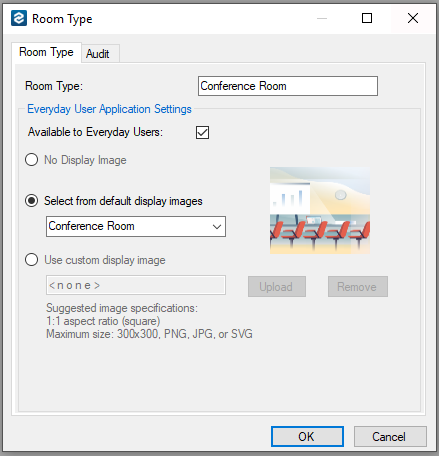 Room Type
Room Type
Audit
Room Type:
Conference Room
Everyday User Application Settings
Available to Everyday Users:
No Display Image
Select from default display images
Conference Room
Use custom display image
<none>
Upload
Remove
Suggested image specifications:
1:1 aspect ratio (square)
Maximum size: 300x300, PNG, JPG, or SVG
OK
Cancel